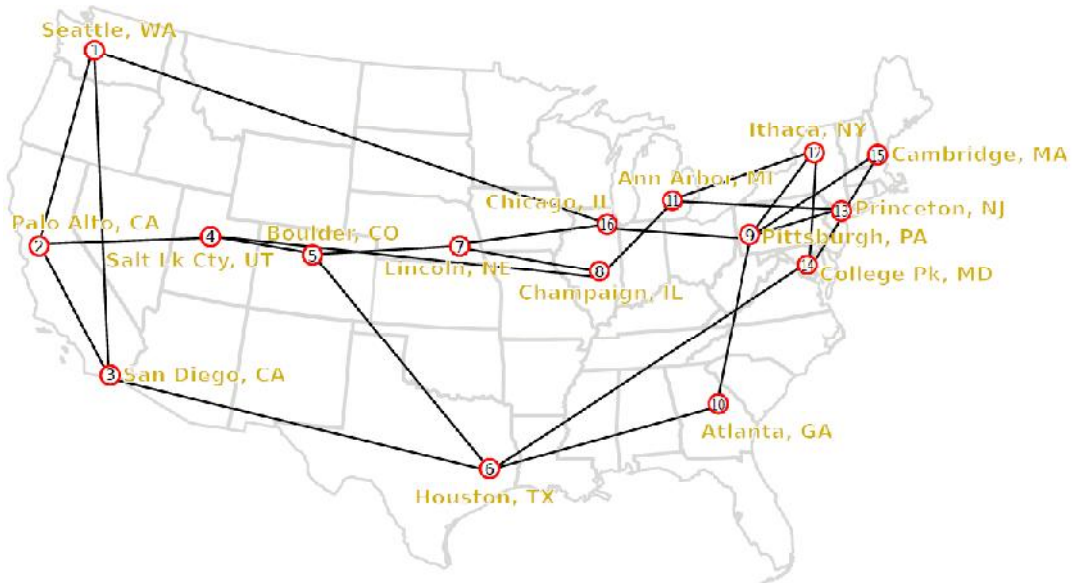 Seattle, WA
1
Ithaca, NY
12
15
Cambridge, MA
Ann Arbor, MI
11
Chicago, IL
16
13
Princeton, NJ
Palo Alto, CA
2
4
Boulder, CO
5
7
9
Pittsburgh, PA
Salt Lk Cty, UT
Lincoln, NE
8
14
College Pk, MD
Champaign, IL
3
San Diego, CA
10
Atlanta, GA
6
Houston, TX